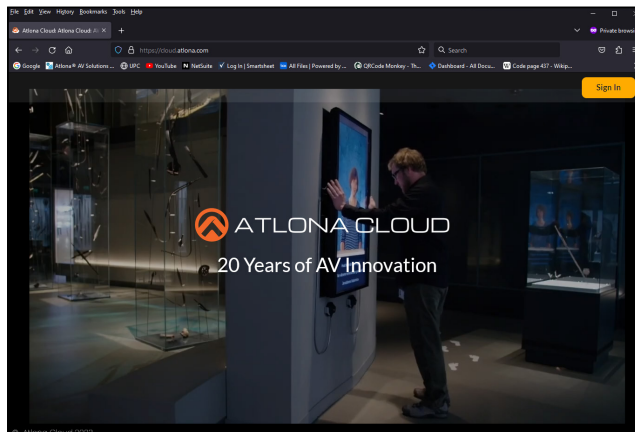 File Edit View History Bookmarks Tools Help
Atlona Cloud: Atlona Cloud: AV
Private browsi
https://cloud.atlona.com
Search
Google Atlona® AV Solutions ... UPC YouTube NetSuite Log In | Smartsheet All Files | Powered by ... QRCode Monkey - Th... Dashboard - All Docu... Code page 437 - Wikip...
Sign In
ATLONA CLOUD
20 Years of AV Innovation